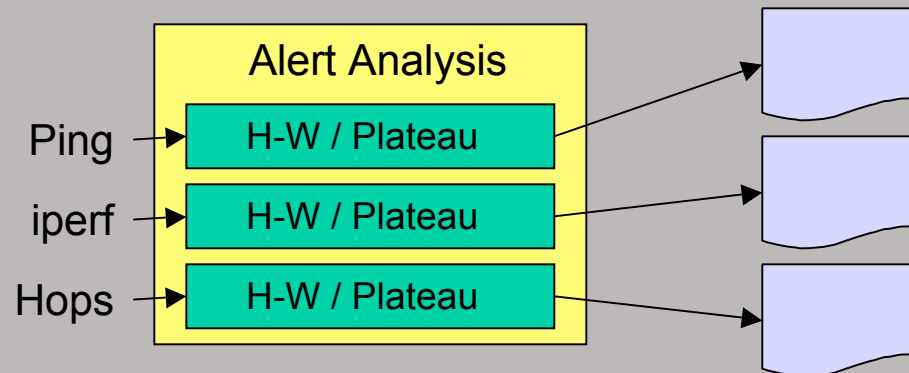 Alert Analysis
Ping
H-W / Plateau
iperf
H-W / Plateau
Hops
H-W / Plateau